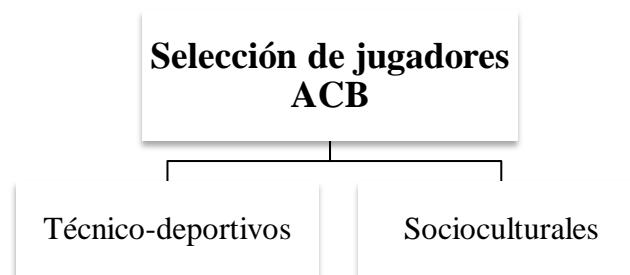 Selección de jugadores
ACB
Técnico-deportivos
Socioculturales